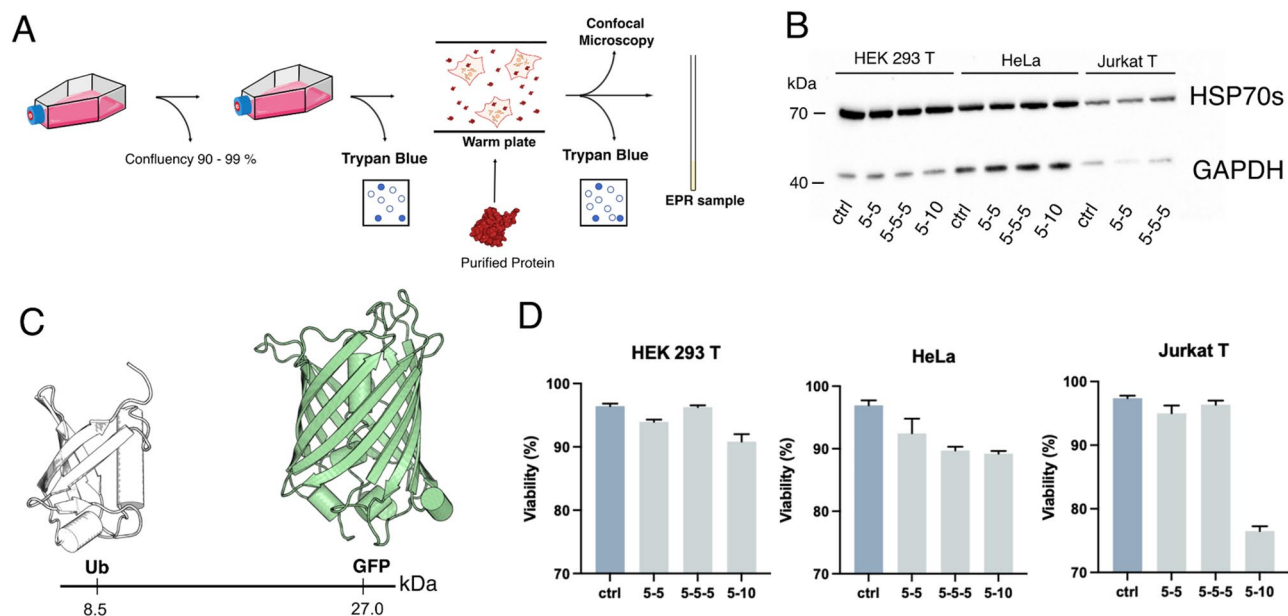 A
Confluency 90 - 99 %
Trypan Blue
Warm plate
Purified Protein
Confocal
Microscopy
Trypan Blue
EPR sample
B
HEK 293 T HeLa Jurkat T
kDa
70
HSP70s
40
GAPDH
ctrl 5-5 5-5-5 5-10 ctrl 5-5 5-5-5 5-10 ctrl 5-5 5-5-5
C
Ub GFP kDa
8.5 27.0
D
HEK 293 T
Viability (%)
100
90
80
70
ctrl 5-5 5-5-5 5-10
HeLa
Viability (%)
100
90
80
70
ctrl 5-5 5-5-5 5-10
Jurkat T
Viability (%)
100
90
80
70
ctrl 5-5 5-5-5 5-10